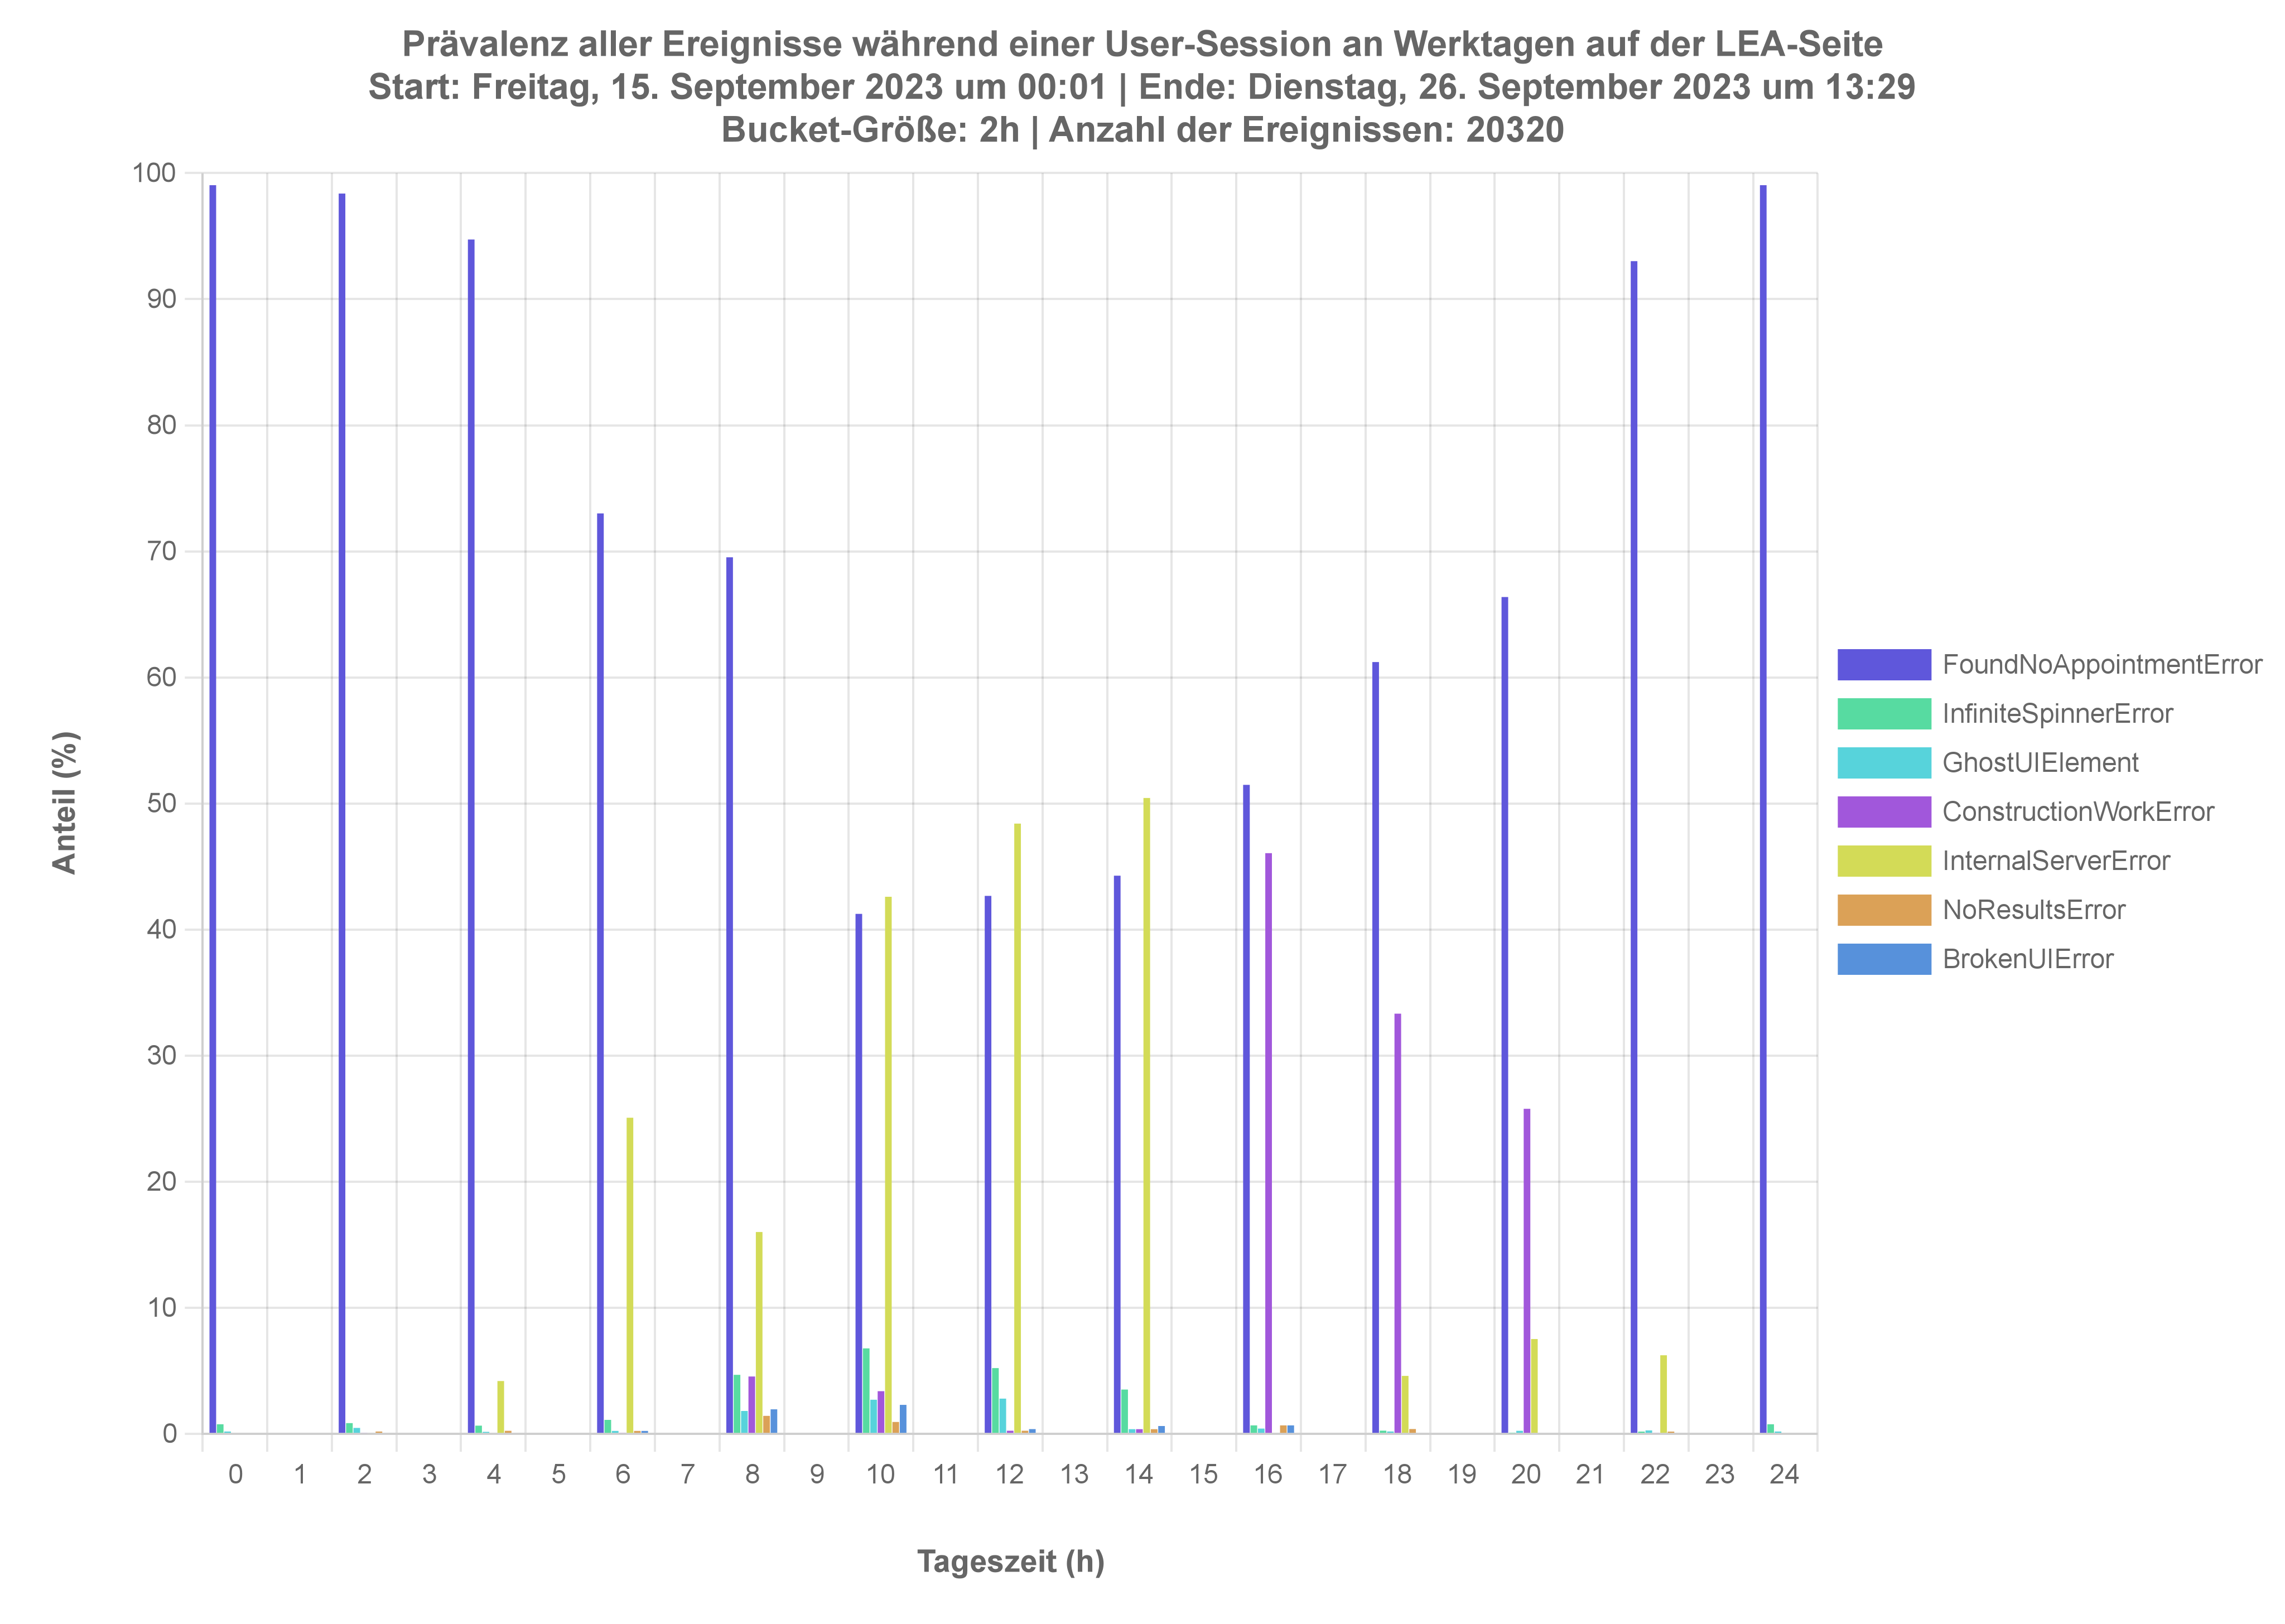 Prävalenz aller Ereignisse während einer User-Session an Werktagen auf der LEA-Seite
Start: Freitag, 15. September 2023 um 00:01 | Ende: Dienstag, 26. September 2023 um 13:29
Bucket-Größe: 2h | Anzahl der Ereignissen: 20320
100
90
80
70
60
50
40
30
20
10
0
Anteil (%)
0 1 2 3 4 5 6 7 8 9 10 11 12 13 14 15 16 17 18 19 20 21 22 23 24
Tageszeit (h)
FoundNoAppointmentError
InfiniteSpinnerError
GhostUIElement
ConstructionWorkError
InternalServerError
NoResultsError
BrokenUIError